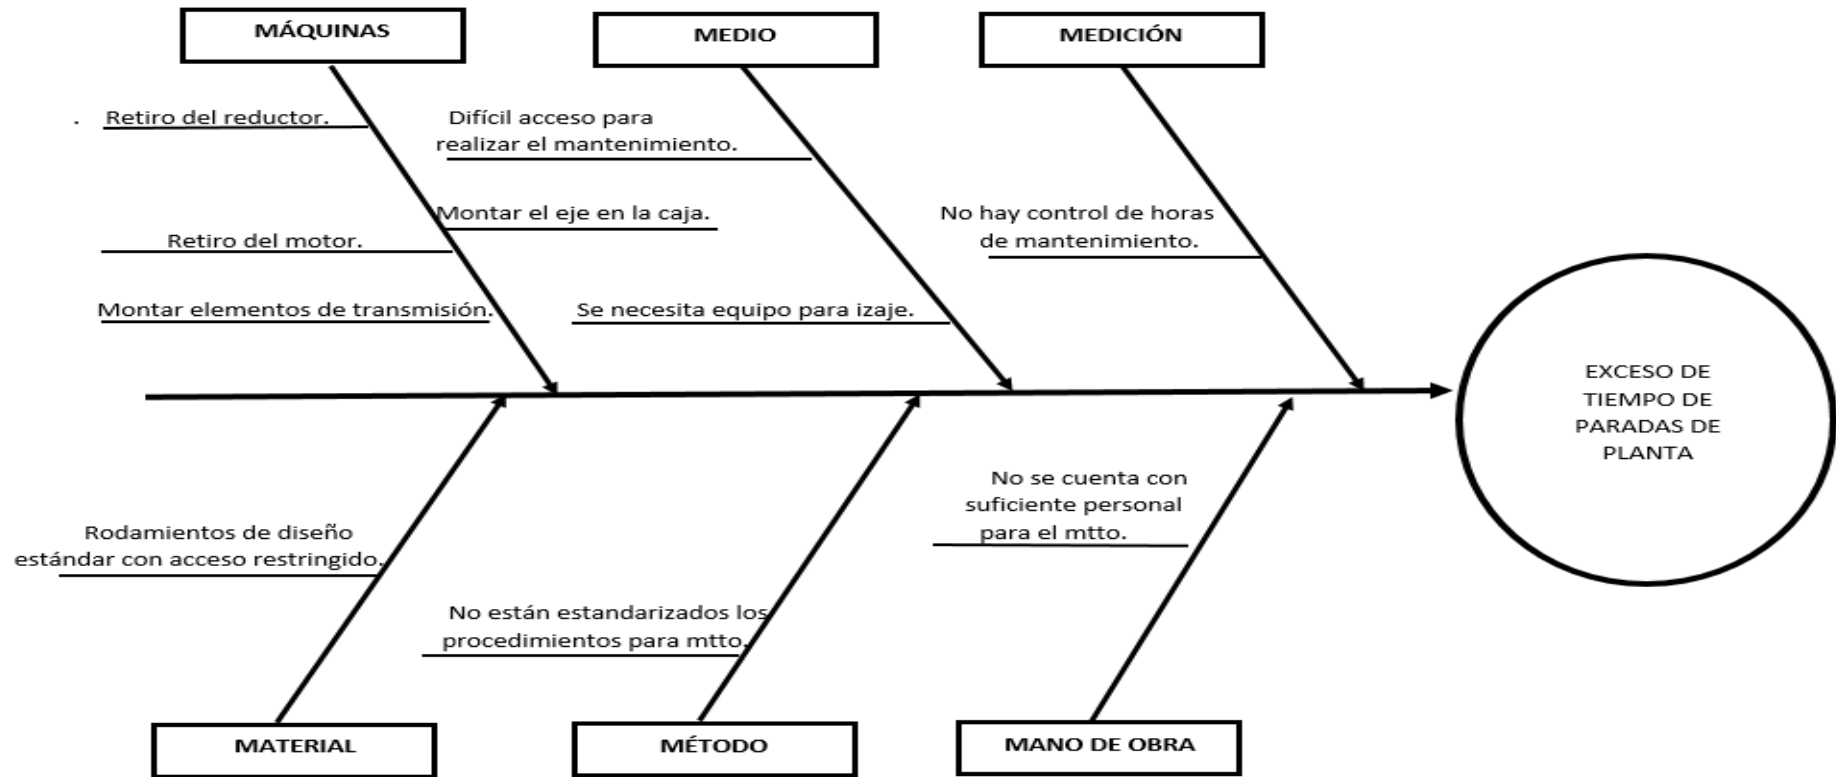 MÁQUINAS
MEDIO
MEDICIÓN
. Retiro del reductor.
Difícil acceso para
realizar el mantenimiento.
Montar el eje en la caja.
No hay control de horas
de mantenimiento.
Retiro del motor.
Montar elementos de transmisión.
Se necesita equipo para izaje.
EXCESO DE
TIEMPO DE
PARADAS DE
PLANTA
No se cuenta con
suficiente personal
para el mtto.
Rodamientos de diseño
estándar con acceso restringido.
No están estandarizados los
procedimientos para mtto.
MATERIAL
MÉTODO
MANO DE OBRA